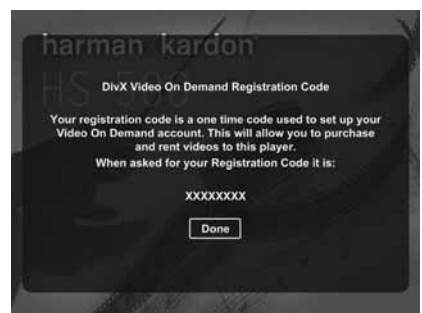 harman kardon
HS 500
DivX Video On Demand Registration Code
Your registration code is a one time code used to set up your
Video On Demand account. This will allow you to purchase
and rent videos to this player.
When asked for your Registration Code it is:
XXXXXXXX
Done